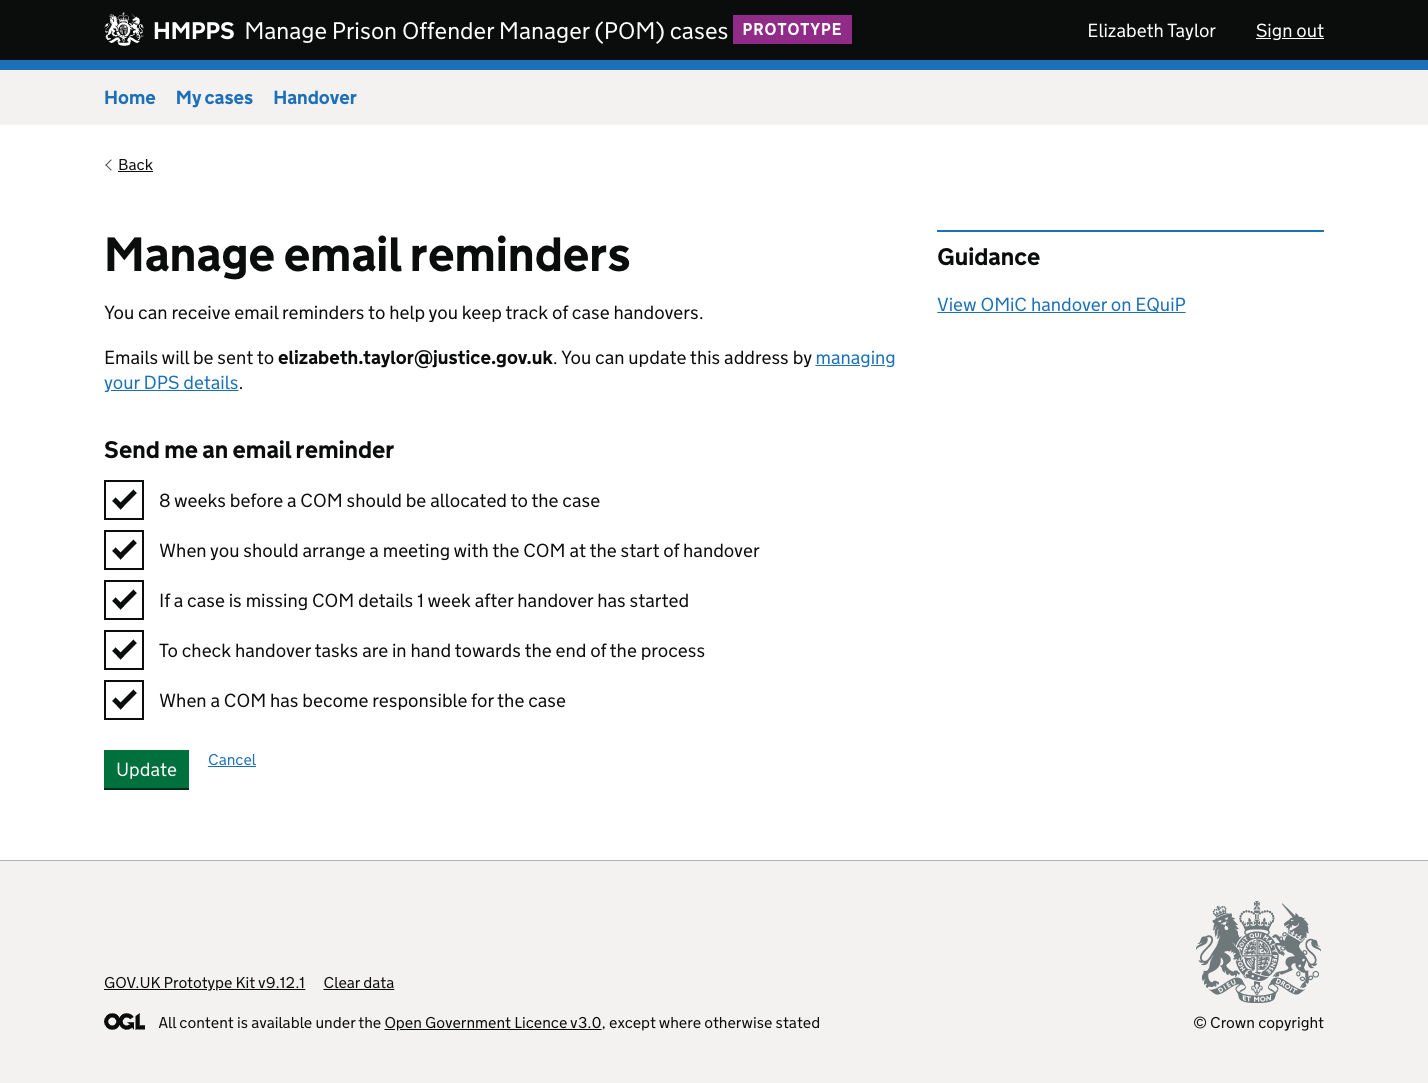 HMPPS Manage Prison Offender Manager (POM) cases PROTOTYPE
Elizabeth Taylor Sign out
Home My cases Handover
Back
Manage email reminders
You can receive email reminders to help you keep track of case handovers.
Emails will be sent to elizabeth.taylor@justice.gov.uk. You can update this address by managing
your DPS details.
Send me an email reminder
8 weeks before a COM should be allocated to the case
When you should arrange a meeting with the COM at the start of handover
If a case is missing COM details 1 week after handover has started
To check handover tasks are in hand towards the end of the process
When a COM has become responsible for the case
Update Cancel
Guidance
View OMiC handover on EQuiP
GOV.UK Prototype Kit v9.12.1 Clear data
OGL All content is available under the Open Government Licence v3.0, except where otherwise stated
DIEU ET MON DROIT
© Crown copyright